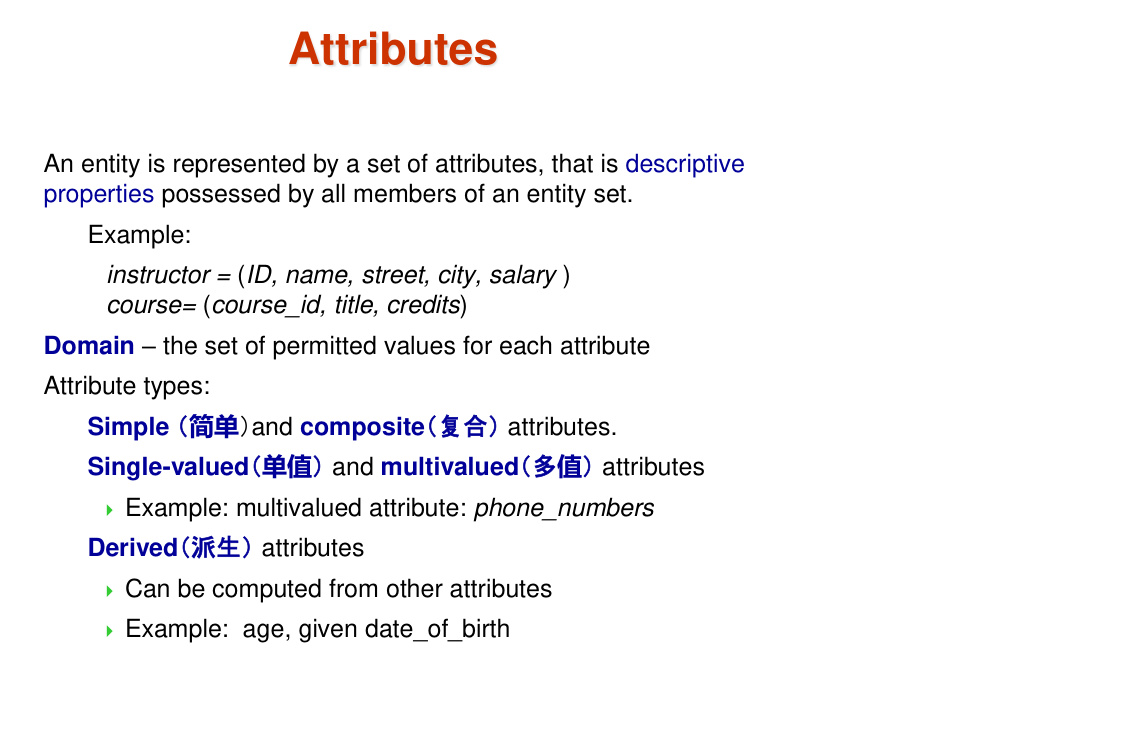 Attributes
An entity is represented by a set of attributes, that is descriptive
properties possessed by all members of an entity set.
Example:
instructor = (ID, name, street, city, salary )
course= (course_id, title, credits)
Domain – the set of permitted values for each attribute
Attribute types:
Simple（简单）and composite（复合） attributes.
Single-valued（单值） and multivalued（多值） attributes
Example: multivalued attribute: phone_numbers
Derived（派生） attributes
Can be computed from other attributes
Example:  age, given date_of_birth